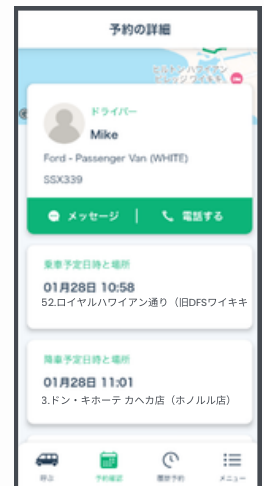 予約の詳細
ドライバー
Mike
Ford - Passenger Van (WHITE)
SSX339
メッセージ
電話する
乗車予定日時と場所
01月28日 10:58
52.ロイヤルハワイアン通り（旧DFSワイキキ
降車予定日時と場所
01月28日 11:01
3.ドン・キホーテ カヘカ店（ホノルル店）
呼ぶ
予約確認
履歴予約
メニュー